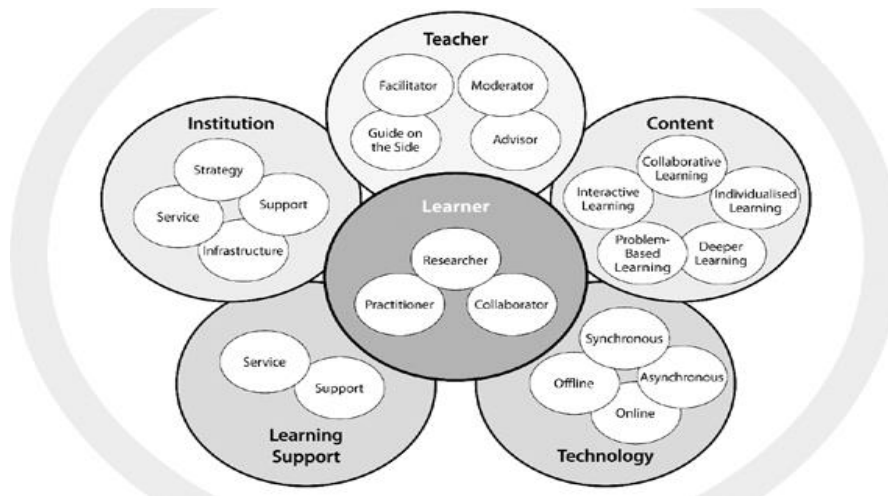 Teacher
Facilitator
Moderator
Guide on
the Side
Advisor
Institution
Strategy
Service
Support
Infrastructure
Content
Collaborative
Learning
Interactive
Learning
Individualised
Learning
Problem-
Based
Learning
Deeper
Learning
Learner
Researcher
Practitioner
Collaborator
Service
Support
Learning
Support
Synchronous
Offline
Asynchronous
Online
Technology